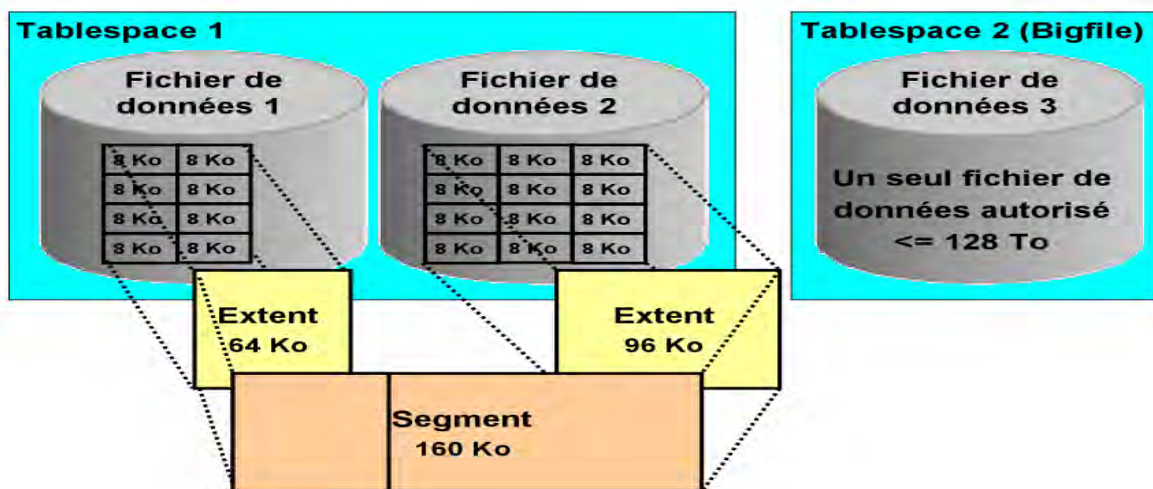 Tablespace 1
Fichier de
données 1
8 Ko 8 Ko
8 Ko 8 Ko
8 Ko 8 Ko
8 Ko 8 Ko
Fichier de
données 2
8 Ko 8 Ko 8 Ko
8 Ko 8 Ko 8 Ko
8 Ko 8 Ko 8 Ko
8 Ko 8 Ko 8 Ko
Tablespace 2 (Bigfile)
Fichier de
données 3
Un seul fichier de
données autorisé
<= 128 To
Extent
64 Ko
Extent
96 Ko
Segment
160 Ko